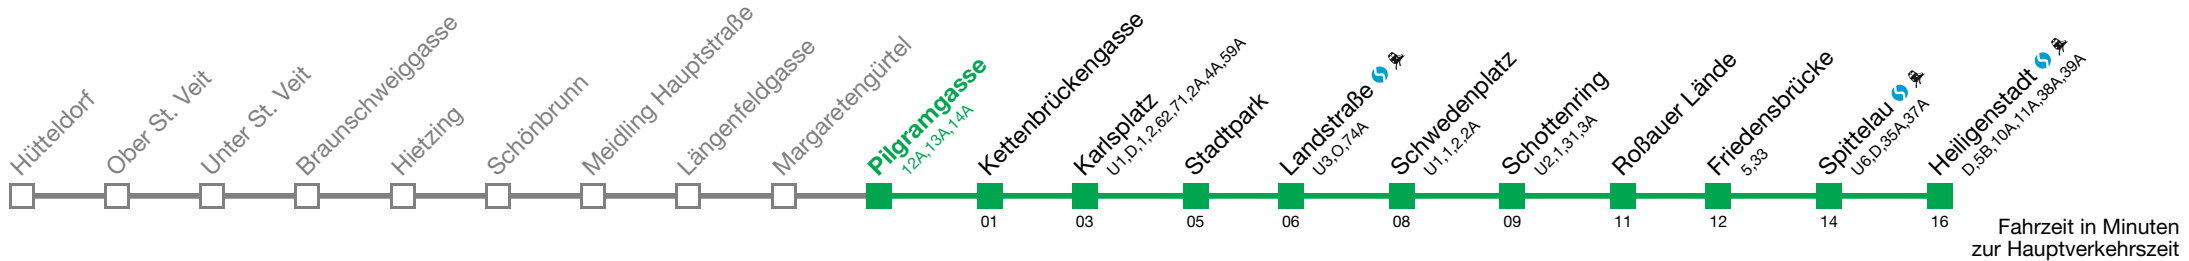 Hütteldorf
Ober St. Veit
Unter St. Veit
Braunschweiggasse
Hietzing
Schönbrunn
Meidling Hauptstraße
Längenfeldgasse
Margaretengürtel
Pilgramgasse
12A,13A,14A
Kettenbrückengasse
01
Karlsplatz
U1,D,1,2,62,71,2A,4A,59A
03
Stadtpark
05
Landstraße
U3,O,74A
06
Schwedenplatz
U1,1,2,2A
08
Schottenring
U2,1,31,3A
09
Roßauer Lände
11
Friedensbrücke
5,33
12
Spittelau
U6,D,35A,37A
14
Heiligenstadt
D,5B,10A,11A,38A,39A
16
Fahrzeit in Minuten
zur Hauptverkehrszeit